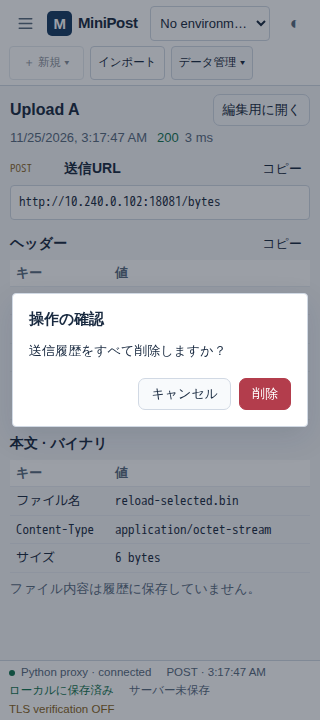 M MiniPost No environm…
＋ 新規 ▾ インポート データ管理 ▾
Upload A 編集用に開く
11/25/2026, 3:17:47 AM 200 3 ms
POST 送信URL コピー
http://10.240.0.102:18081/bytes
ヘッダー コピー
キー 値
操作の確認
送信履歴をすべて削除しますか？
キャンセル 削除
本文 · バイナリ
キー 値
ファイル名 reload-selected.bin
Content-Type application/octet-stream
サイズ 6 bytes
ファイル内容は履歴に保存していません。
Python proxy · connected POST · 3:17:47 AM
ローカルに保存済み サーバー未保存
TLS verification OFF